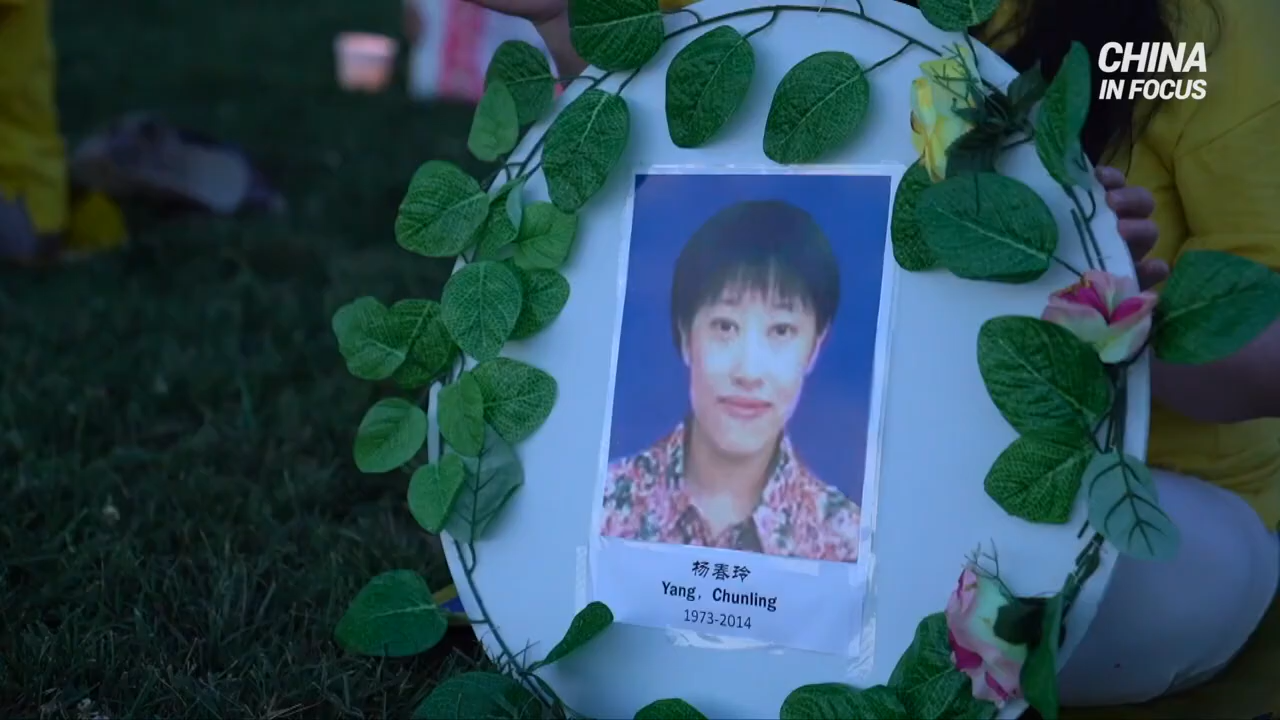 CHINA
IN FOCUS
杨春玲
Yang, Chunling
1973-2014